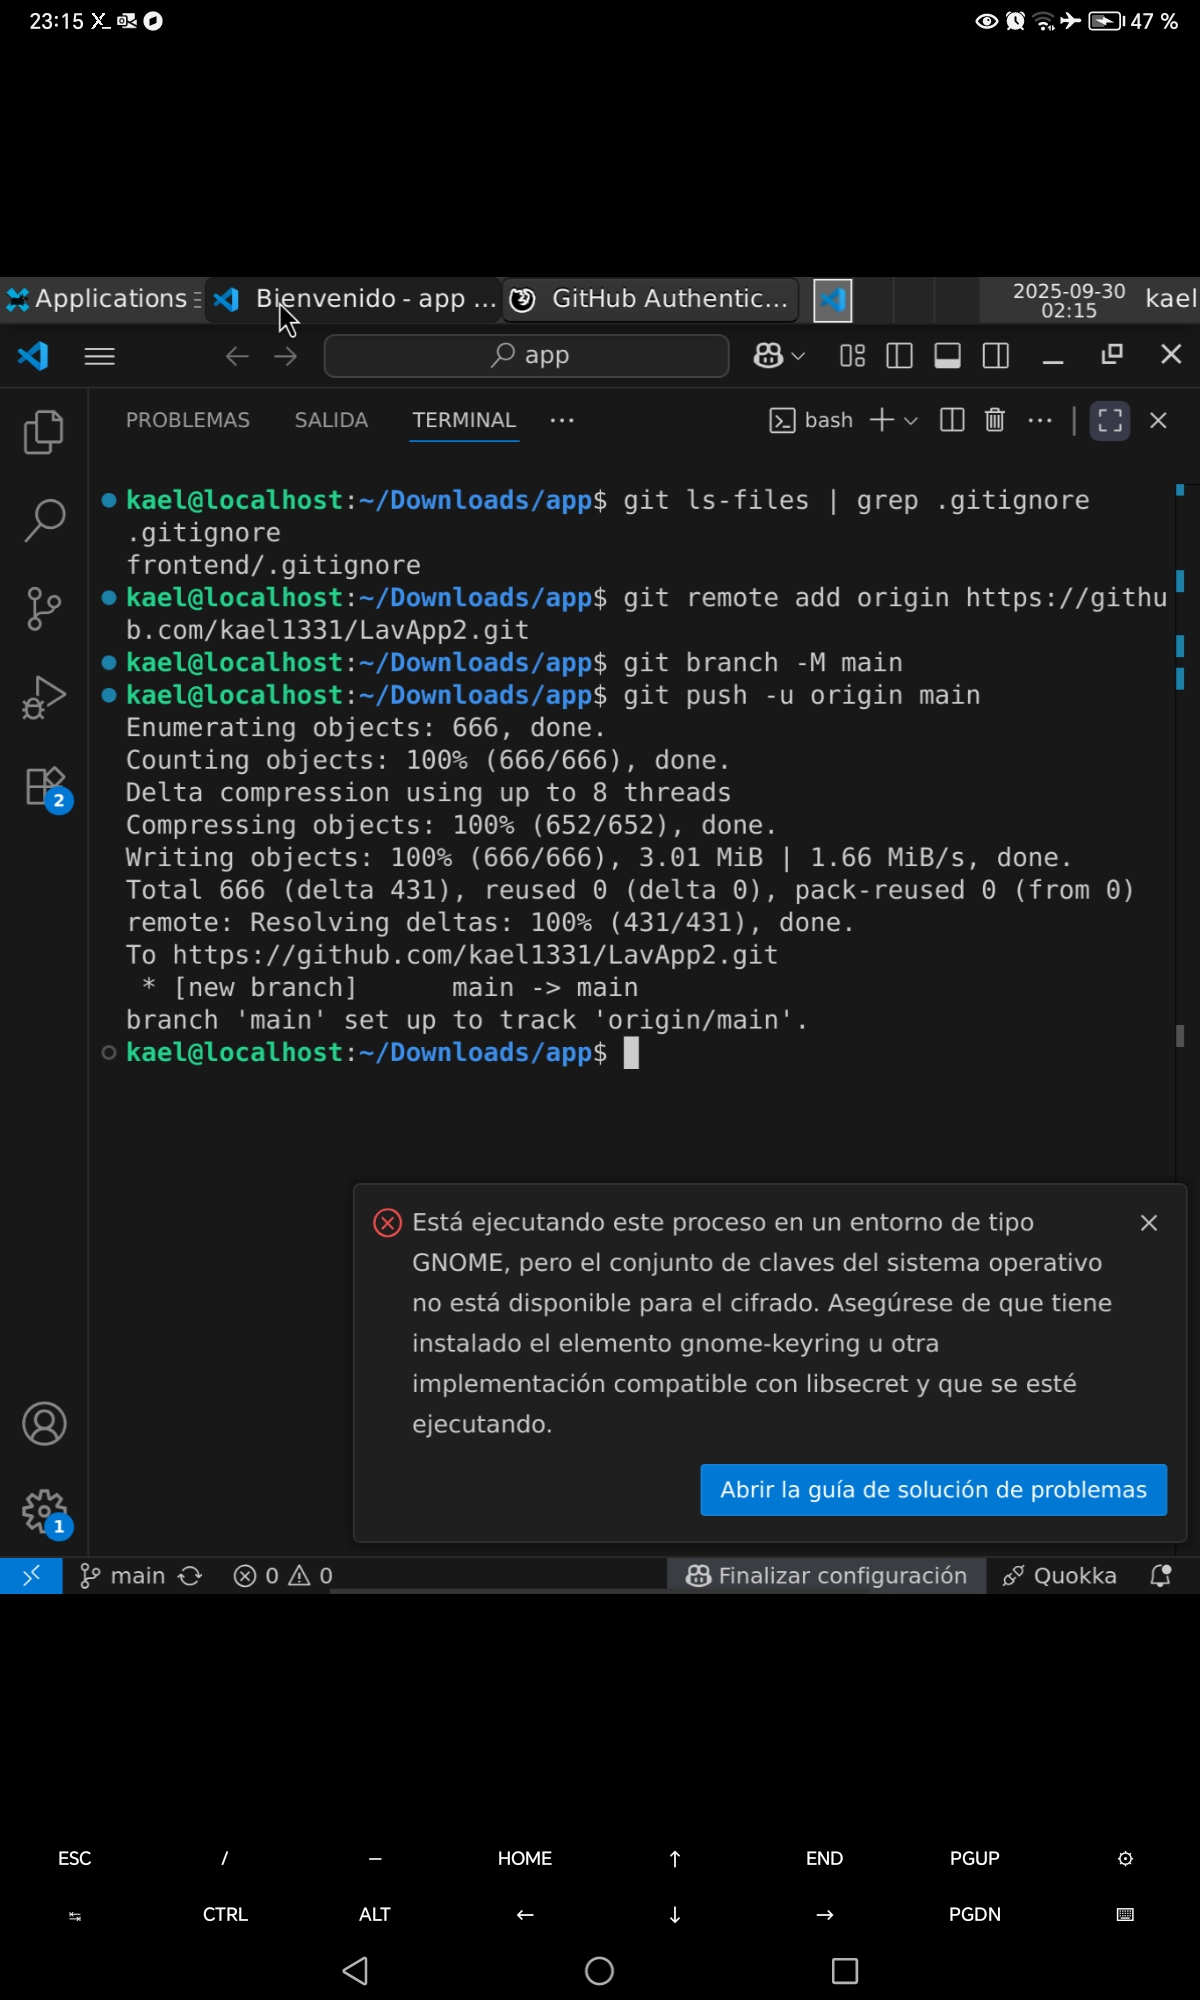 23:15
47 %
Applications
Bienvenido - app ...
GitHub Authentic...
2025-09-30
02:15
kael
app
PROBLEMAS SALIDA TERMINAL ···
bash
kael@localhost:~/Downloads/app$ git ls-files | grep .gitignore
.gitignore
frontend/.gitignore
kael@localhost:~/Downloads/app$ git remote add origin https://githu
b.com/kael1331/LavApp2.git
kael@localhost:~/Downloads/app$ git branch -M main
kael@localhost:~/Downloads/app$ git push -u origin main
Enumerating objects: 666, done.
Counting objects: 100% (666/666), done.
Delta compression using up to 8 threads
Compressing objects: 100% (652/652), done.
Writing objects: 100% (666/666), 3.01 MiB | 1.66 MiB/s, done.
Total 666 (delta 431), reused 0 (delta 0), pack-reused 0 (from 0)
remote: Resolving deltas: 100% (431/431), done.
To https://github.com/kael1331/LavApp2.git
 * [new branch]      main -> main
branch 'main' set up to track 'origin/main'.
kael@localhost:~/Downloads/app$
2
Está ejecutando este proceso en un entorno de tipo
GNOME, pero el conjunto de claves del sistema operativo
no está disponible para el cifrado. Asegúrese de que tiene
instalado el elemento gnome-keyring u otra
implementación compatible con libsecret y que se esté
ejecutando.
Abrir la guía de solución de problemas
1
main 0 0 Finalizar configuración Quokka
ESC / — HOME ↑ END PGUP
CTRL ALT ← ↓ → PGDN